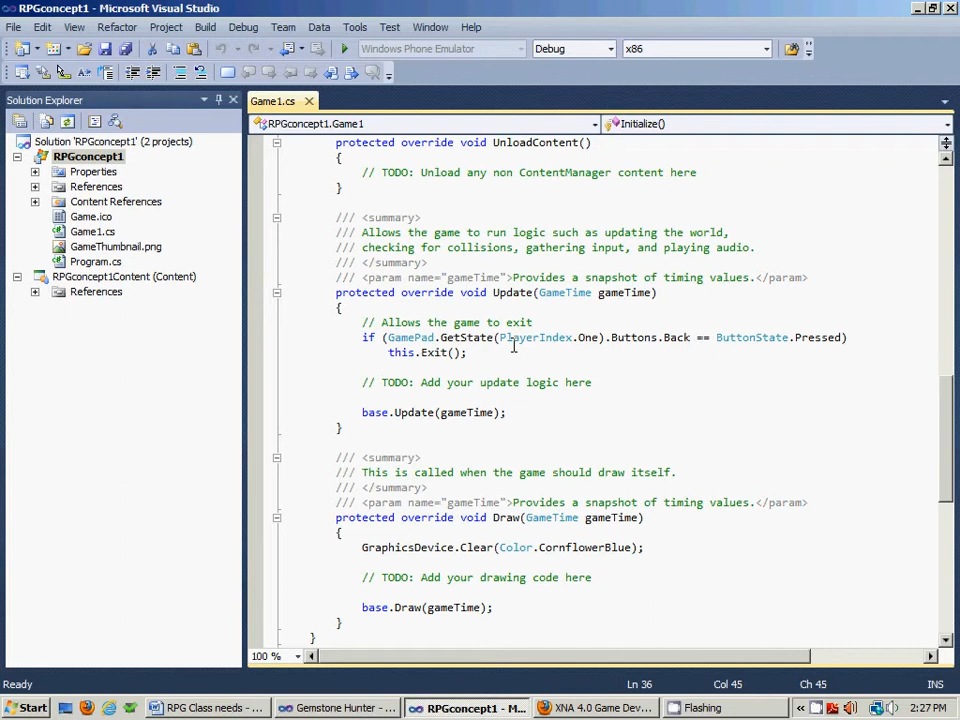 RPGconcept1 - Microsoft Visual Studio
File Edit View Refactor Project Build Debug Team Data Tools Test Window Help
Windows Phone Emulator Debug x86
Solution Explorer
Game1.cs
RPGconcept1.Game1 Initialize()
Solution 'RPGconcept1' (2 projects)
RPGconcept1
Properties
References
Content References
Game.ico
Game1.cs
GameThumbnail.png
Program.cs
RPGconcept1Content (Content)
References
protected override void UnloadContent()
{
// TODO: Unload any non ContentManager content here
}
/// <summary>
/// Allows the game to run logic such as updating the world,
/// checking for collisions, gathering input, and playing audio.
/// </summary>
/// <param name="gameTime">Provides a snapshot of timing values.</param>
protected override void Update(GameTime gameTime)
{
// Allows the game to exit
if (GamePad.GetState(PlayerIndex.One).Buttons.Back == ButtonState.Pressed)
this.Exit();
// TODO: Add your update logic here
base.Update(gameTime);
}
/// <summary>
/// This is called when the game should draw itself.
/// </summary>
/// <param name="gameTime">Provides a snapshot of timing values.</param>
protected override void Draw(GameTime gameTime)
{
GraphicsDevice.Clear(Color.CornflowerBlue);
// TODO: Add your drawing code here
base.Draw(gameTime);
}
}
100 %
Ready Ln 36 Col 45 Ch 45 INS
Start RPG Class needs - ... Gemstone Hunter - ... RPGconcept1 - M... XNA 4.0 Game Dev... Flashing 2:27 PM